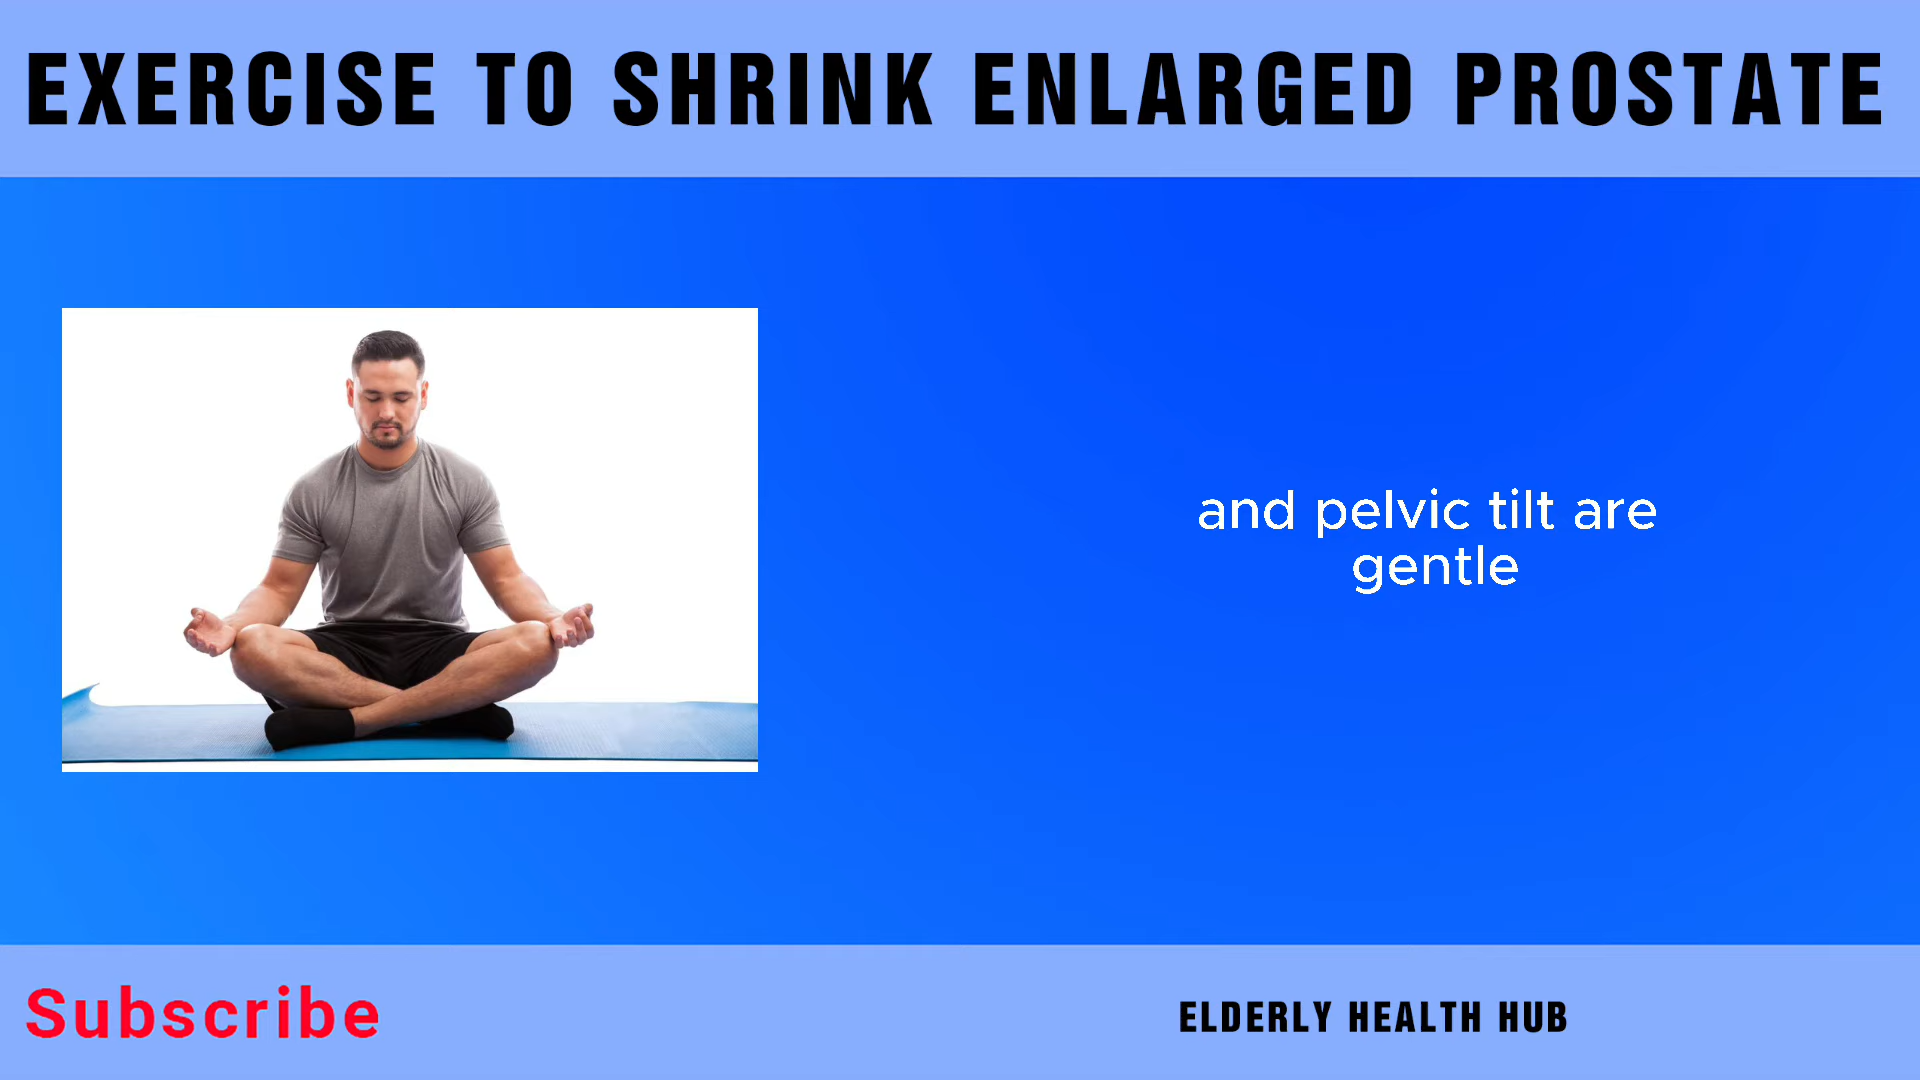 EXERCISE TO SHRINK ENLARGED PROSTATE
and pelvic tilt are
gentle
Subscribe
ELDERLY HEALTH HUB